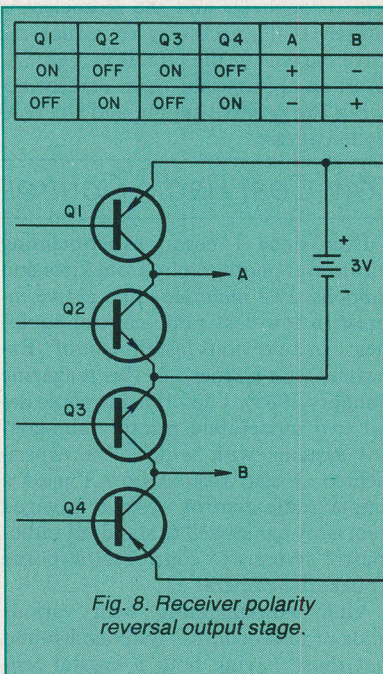 Q1 Q2 Q3 Q4 A B
ON OFF ON OFF + -
OFF ON OFF ON - +
Q1
A
+
3V
-
Q2
Q3
B
Q4
Fig. 8. Receiver polarity
reversal output stage.